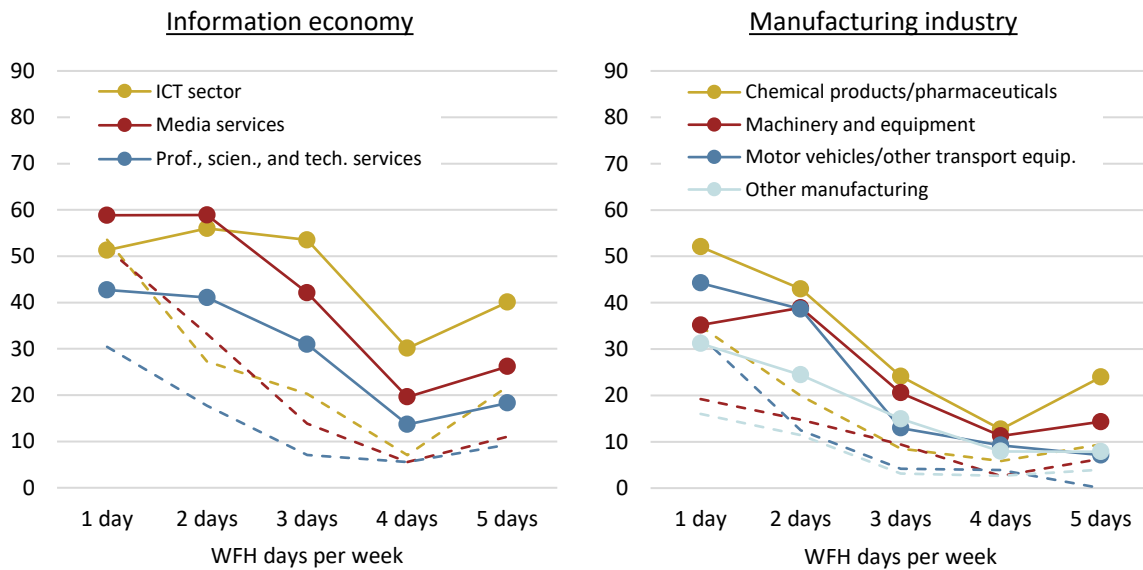 Information economy
90
80
70
60
50
40
30
20
10
0
ICT sector
Media services
Prof., scien., and tech. services
1 day
2 days
3 days
4 days
5 days
WFH days per week
Manufacturing industry
90
80
70
60
50
40
30
20
10
0
Chemical products/pharmaceuticals
Machinery and equipment
Motor vehicles/other transport equip.
Other manufacturing
1 day
2 days
3 days
4 days
5 days
WFH days per week